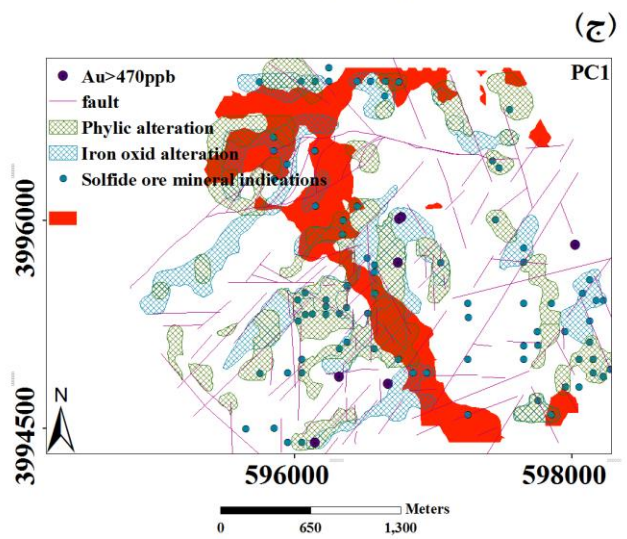 (ج)
PC1
Au>470ppb
fault
Phylic alteration
Iron oxid alteration
Solfide ore mineral indications
3996000
3994500
N
596000
598000
Meters
0
650
1,300